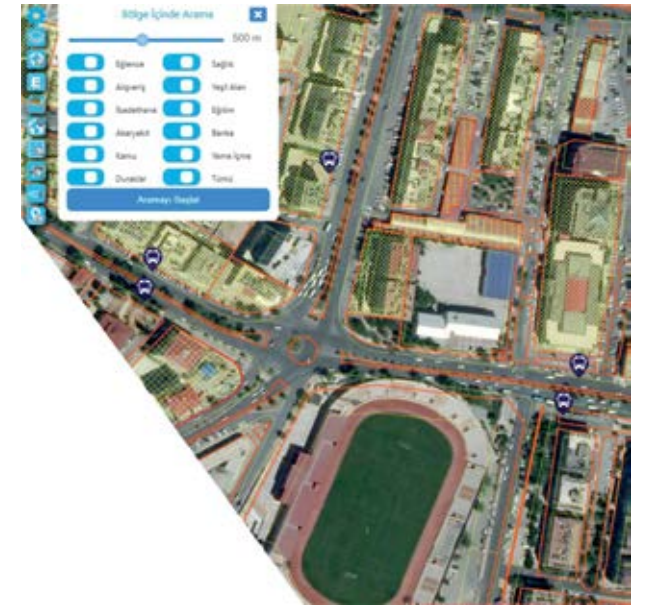 Bölge İçinde Arama
500 m
Eğlence Sağlık
Alışveriş Yeşil Alan
İbadethane Eğitim
Akaryakıt Banka
Kamu Yeme İçme
Duraklar Tümü
Aramayı Başlat
E